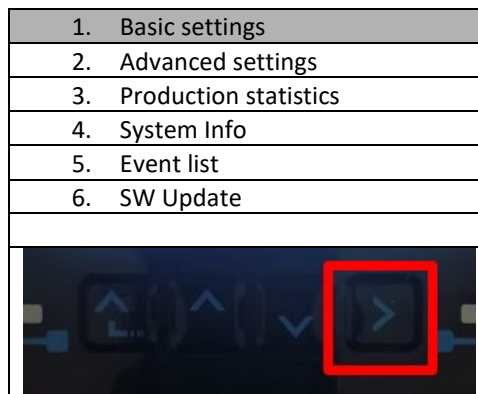 1. Basic settings
2. Advanced settings
3. Production statistics
4. System Info
5. Event list
6. SW Update